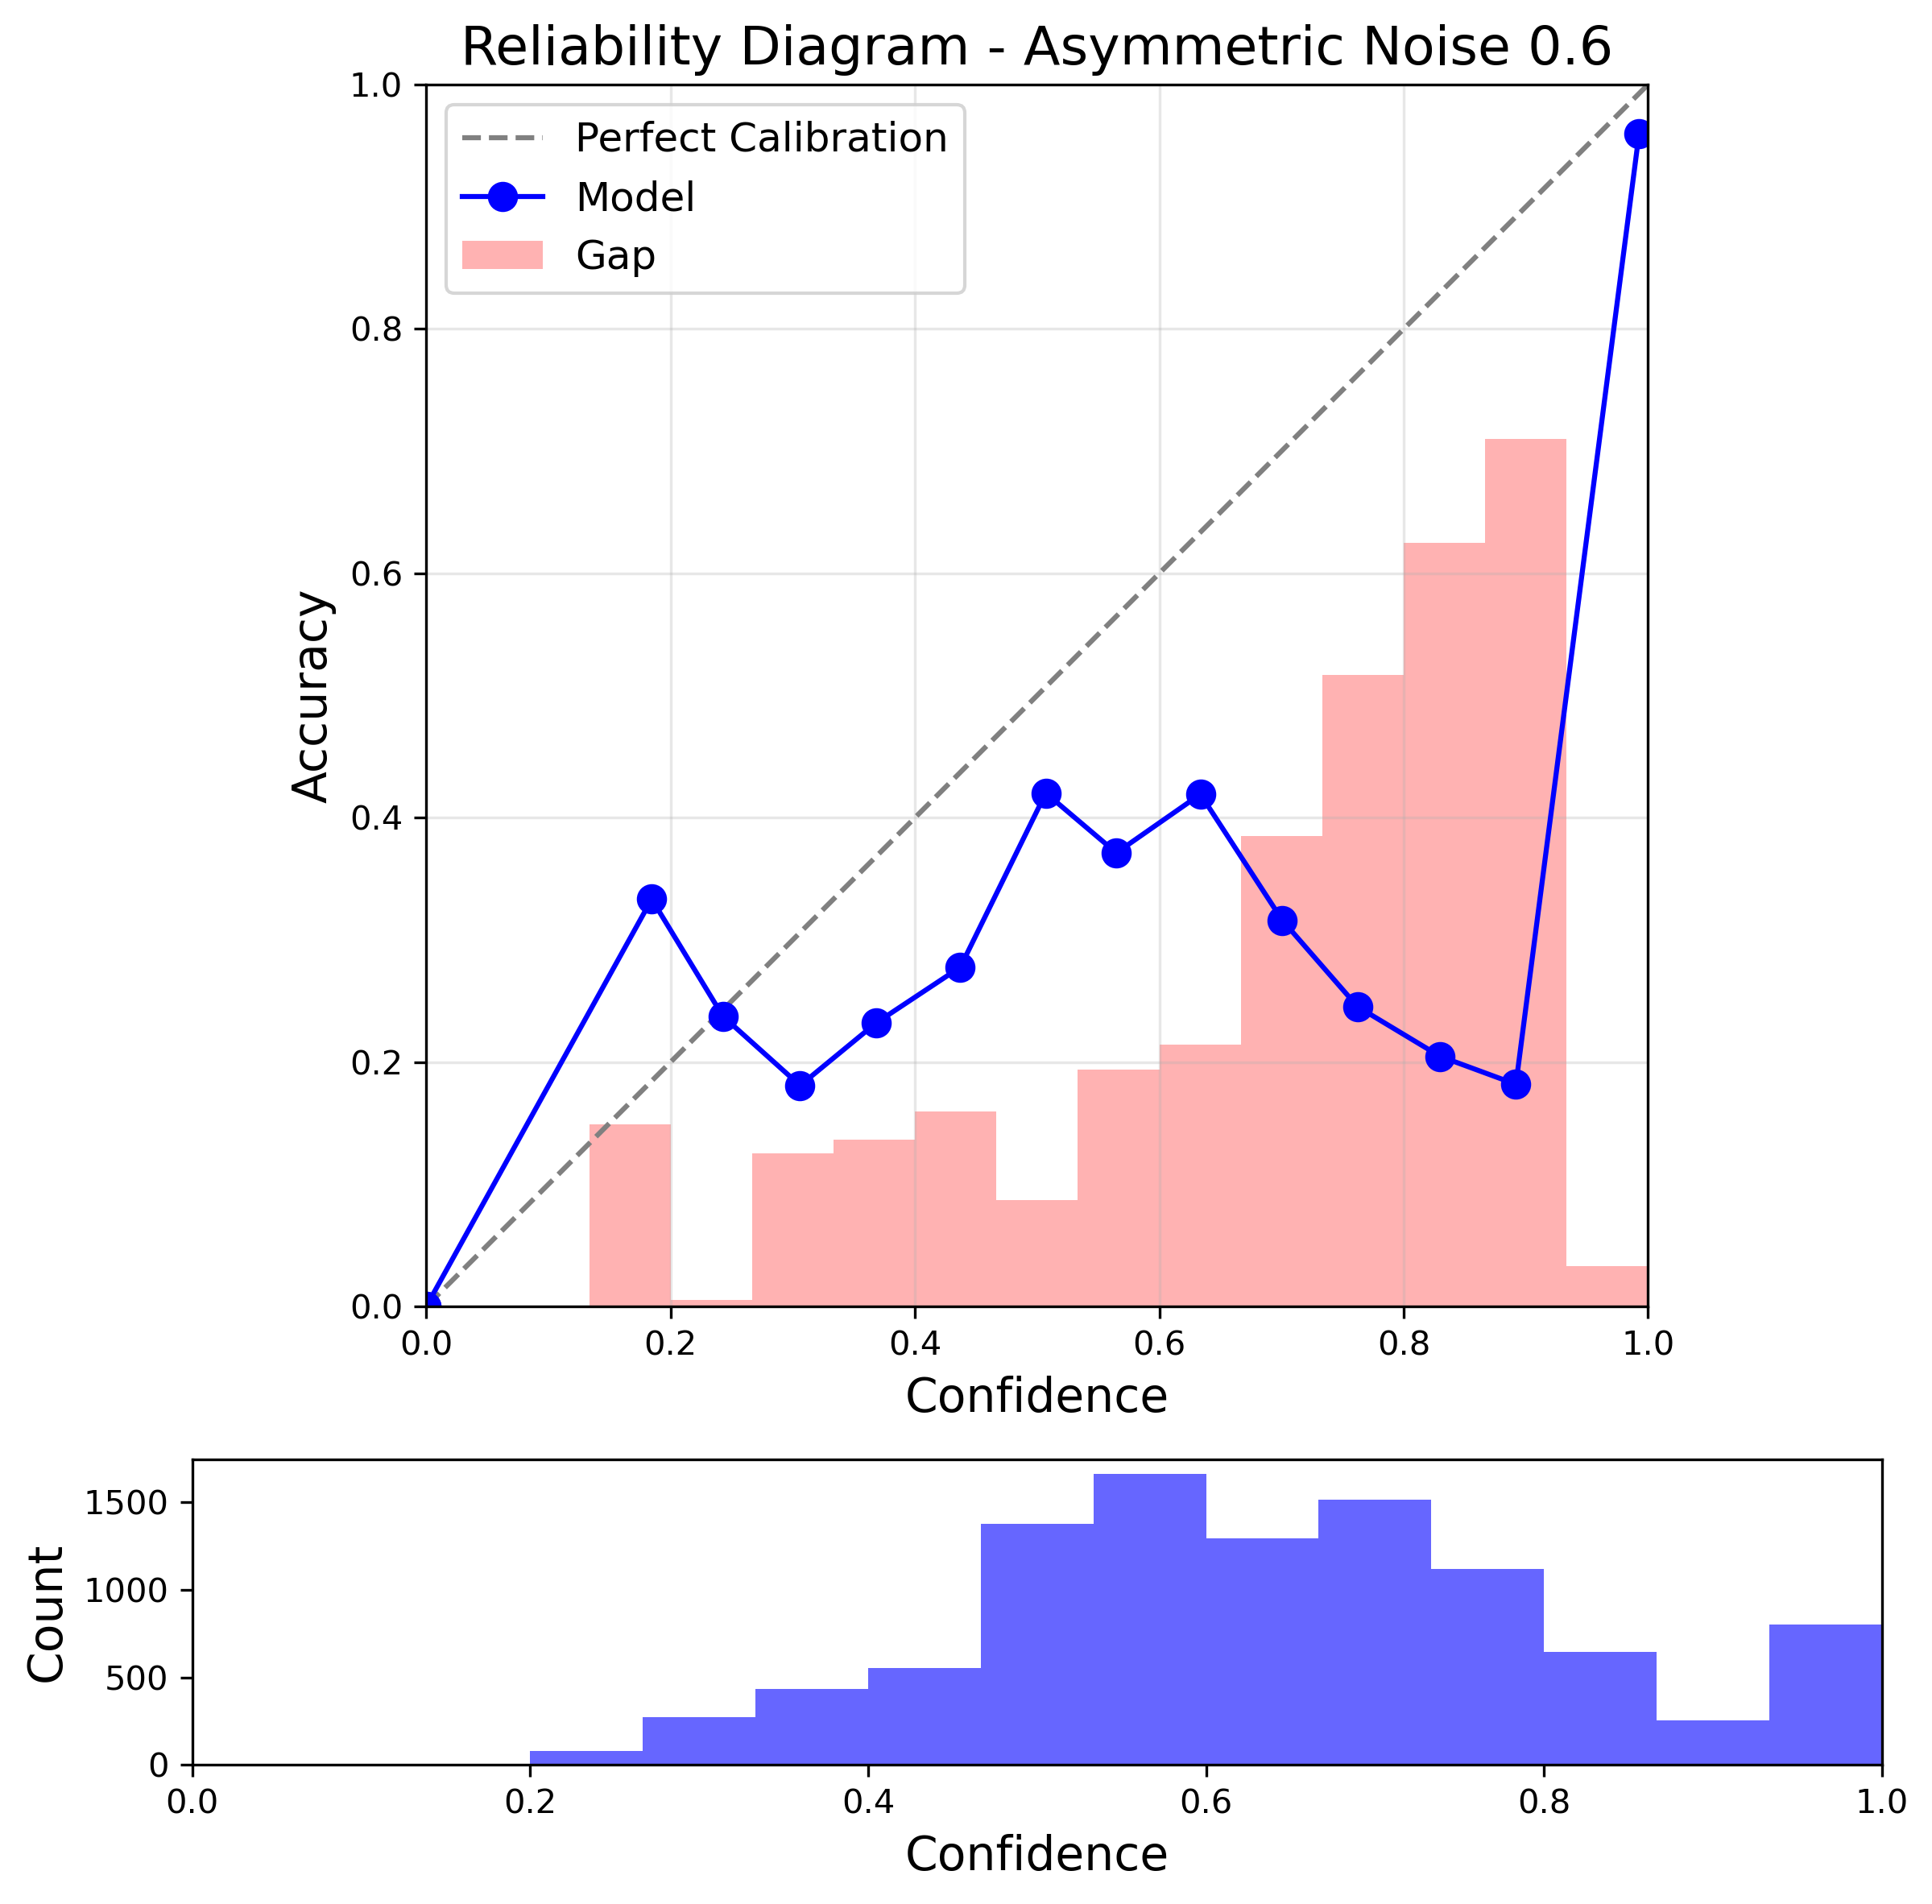 Reliability Diagram - Asymmetric Noise 0.6
1.0
0.8
0.6
0.4
0.2
0.0
Accuracy
Perfect Calibration
Model
Gap
0.0 0.2 0.4 0.6 0.8 1.0
Confidence
1500
1000
500
0
Count
0.0 0.2 0.4 0.6 0.8 1.0
Confidence